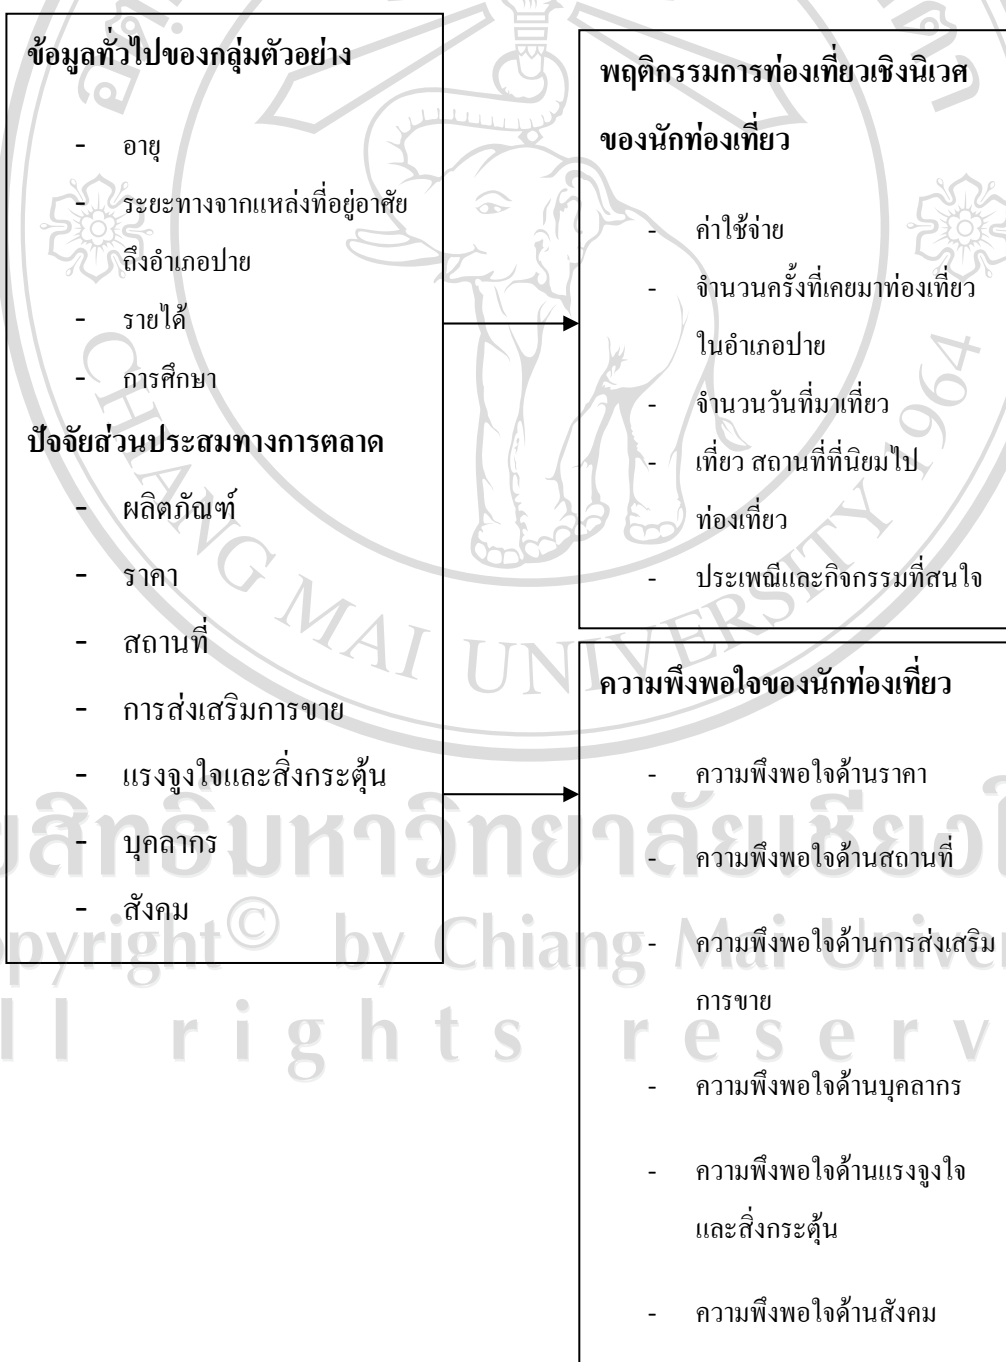 ข้อมูลทั่วไปของกลุ่มตัวอย่าง
- อายุ
- ระยะทางจากแหล่งที่อยู่อาศัย
ถึงอำเภอปาย
- รายได้
- การศึกษา
ปัจจัยส่วนประสมทางการตลาด
- ผลิตภัณฑ์
- ราคา
- สถานที่
- การส่งเสริมการขาย
- แรงจูงใจและสิ่งกระตุ้น
- บุคลากร
- สังคม
พฤติกรรมการท่องเที่ยวเชิงนิเวศ
ของนักท่องเที่ยว
- ค่าใช้จ่าย
- จำนวนครั้งที่เคยมาท่องเที่ยว
ในอำเภอปาย
- จำนวนวันที่มาเที่ยว
- เที่ยว สถานที่ที่นิยมไป
ท่องเที่ยว
- ประเพณีและกิจกรรมที่สนใจ
ความพึงพอใจของนักท่องเที่ยว
- ความพึงพอใจด้านราคา
- ความพึงพอใจด้านสถานที่
- ความพึงพอใจด้านการส่งเสริม
การขาย
- ความพึงพอใจด้านบุคลากร
- ความพึงพอใจด้านแรงจูงใจ
และสิ่งกระตุ้น
- ความพึงพอใจด้านสังคม
CHIANG MAI UNIVERSITY 1964
ยสิทธิ์มหาวิทยาลัยเชียงใ
opyright © by Chiang Mai Univer
ll rights reserv